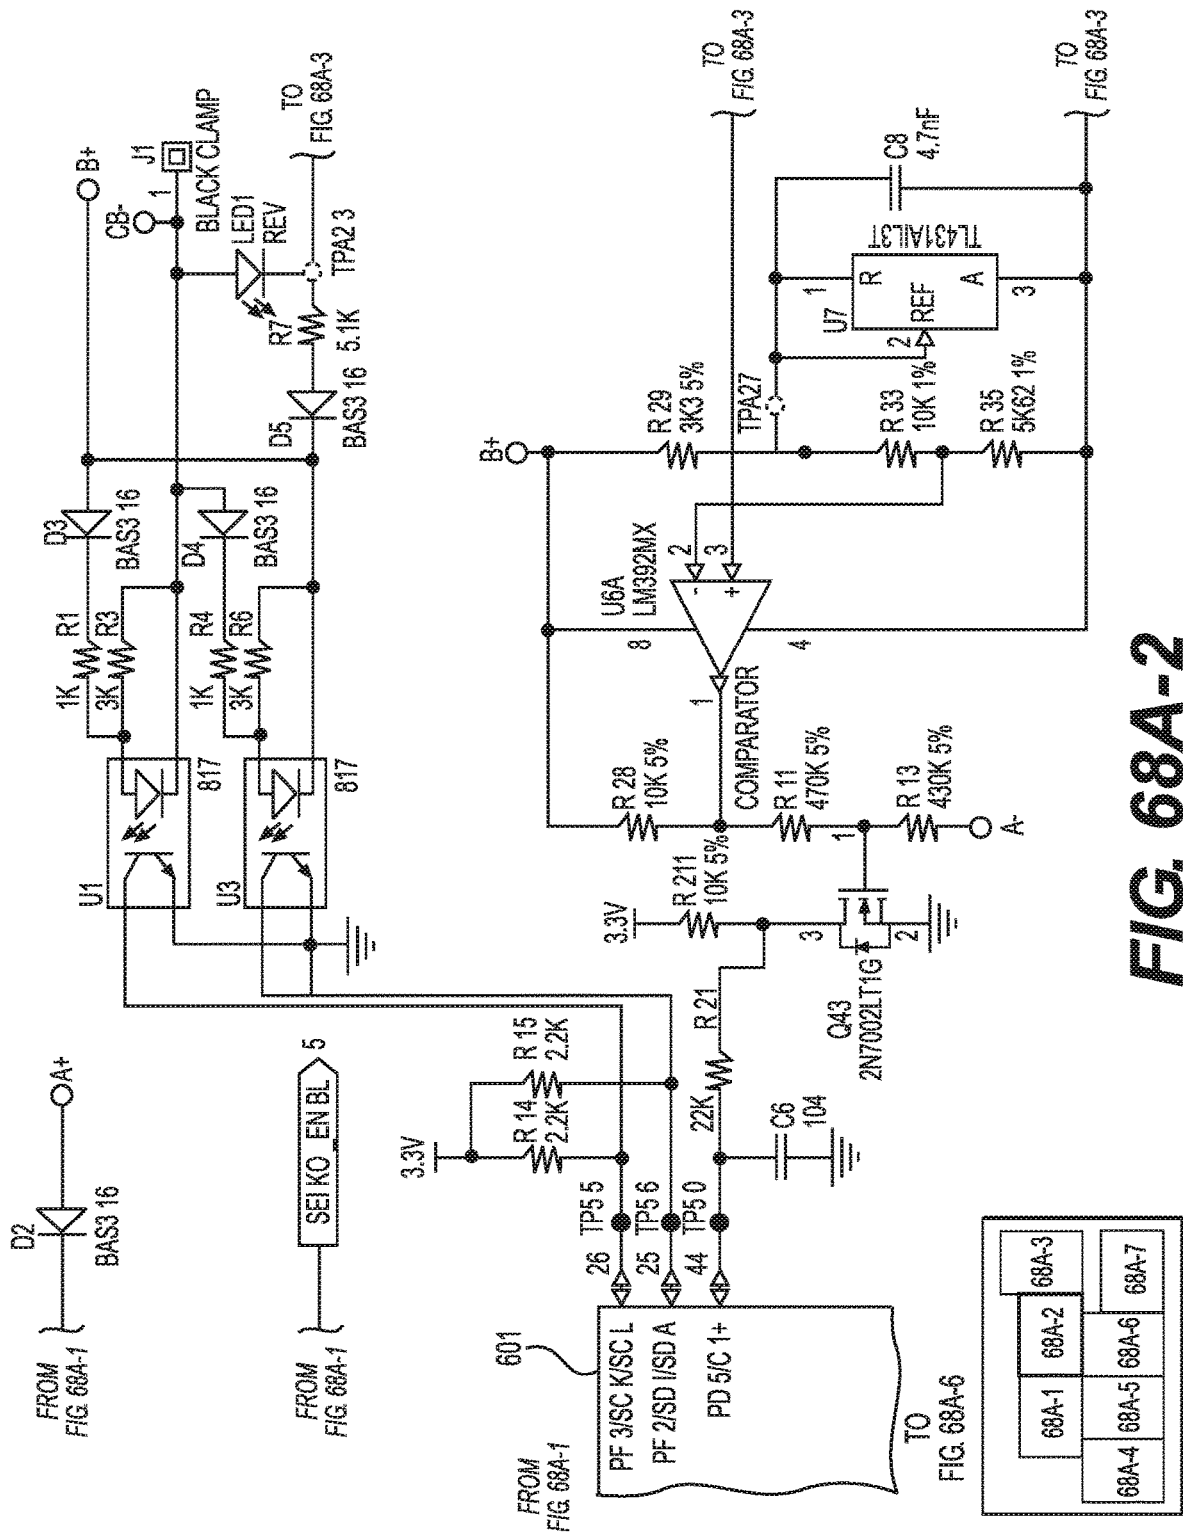 FROM
FIG. 68A-1
D2
BAS3 16
A+
FROM
FIG. 68A-1
SEI KO_EN BL
5
U1
817
1K
R1
3K
R3
D3
BAS3 16
B+
CB-
1
J1
BLACK CLAMP
U3
817
1K
R4
3K
R6
D4
BAS3 16
LED1
REV
D5
BAS3 16
R7
5.1K
TPA2 3
TO
FIG. 68A-3
FROM
FIG. 68A-1
601
PF 3/SC K/SC L
PF 2/SD I/SD A
PD 5/C 1+
26
25
44
TP5 5
TP5 6
TP5 0
3.3V
R 14
2.2K
R 15
2.2K
22K
R 21
C6
104
3.3V
R 211
10K 5%
3
2
1
Q43
2N7002LT1G
R 28
10K 5%
COMPARATOR
R 11
470K 5%
R 13
430K 5%
A-
1
8
4
U6A
LM392MX
2
3
-
+
B+
R 29
3K3 5%
TPA27
R 33
10K 1%
R 35
5K62 1%
U7
1
R
2
REF
A
3
TL431AIL3T
C8
4.7nF
TO
FIG. 68A-3
TO
FIG. 68A-3
TO
FIG. 68A-6
68A-1
68A-2
68A-3
68A-4
68A-5
68A-6
68A-7
FIG. 68A-2